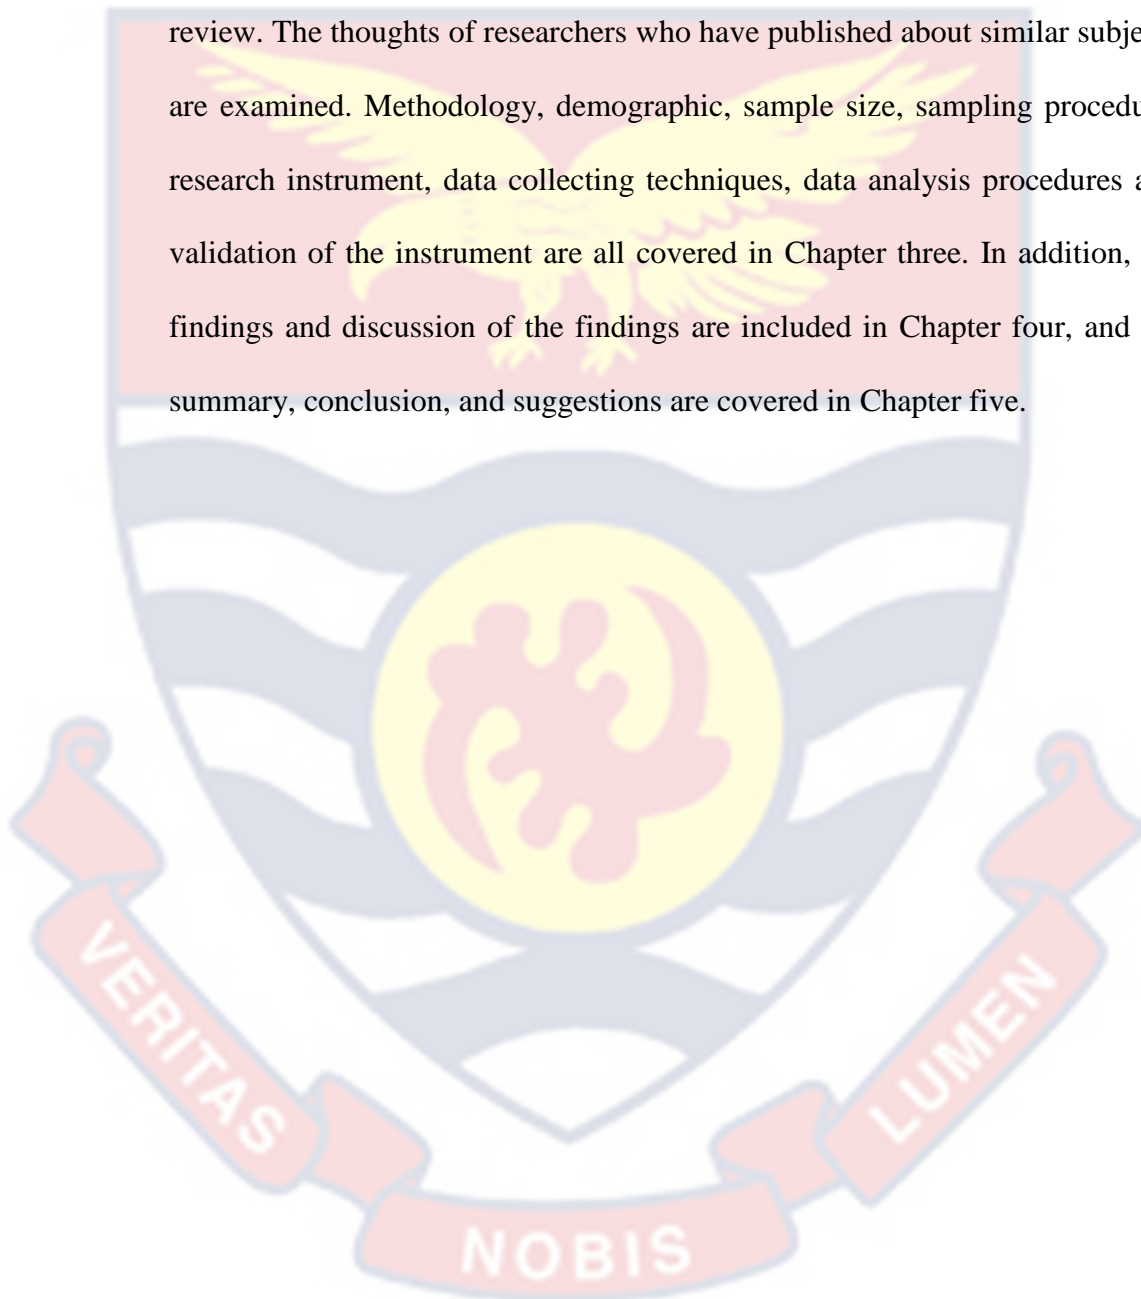 review. The thoughts of researchers who have published about similar subje
are examined. Methodology, demographic, sample size, sampling procedu
research instrument, data collecting techniques, data analysis procedures a
validation of the instrument are all covered in Chapter three. In addition,
findings and discussion of the findings are included in Chapter four, and
summary, conclusion, and suggestions are covered in Chapter five.
VERITAS
NOBIS
LUMEN